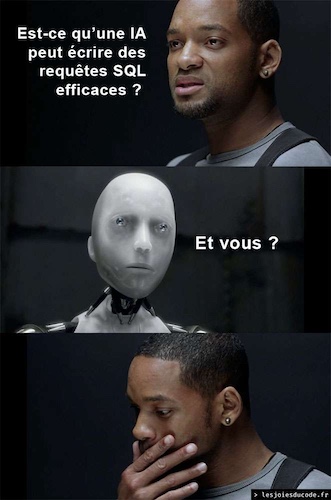 Est-ce qu'une IA
peut écrire des
requêtes SQL
efficaces ?
Et vous ?
> lesjoiesducode.fr